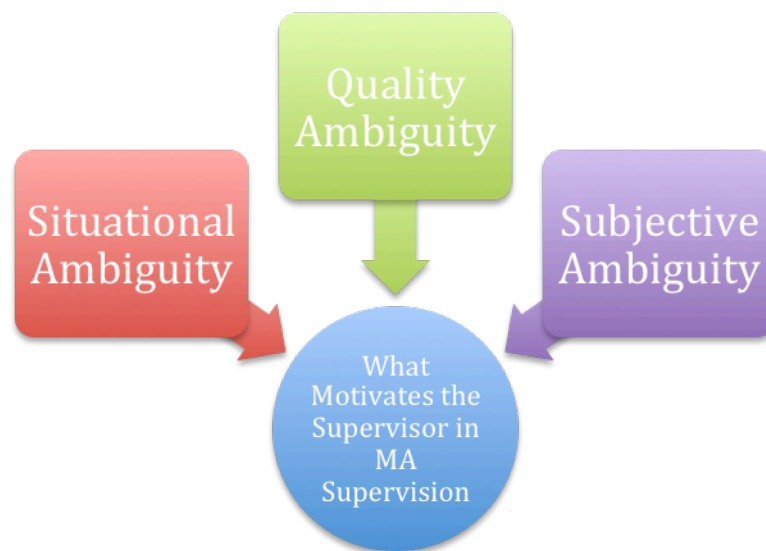 Quality
Ambiguity
Situational
Ambiguity
Subjective
Ambiguity
What
Motivates the
Supervisor in
MA
Supervision